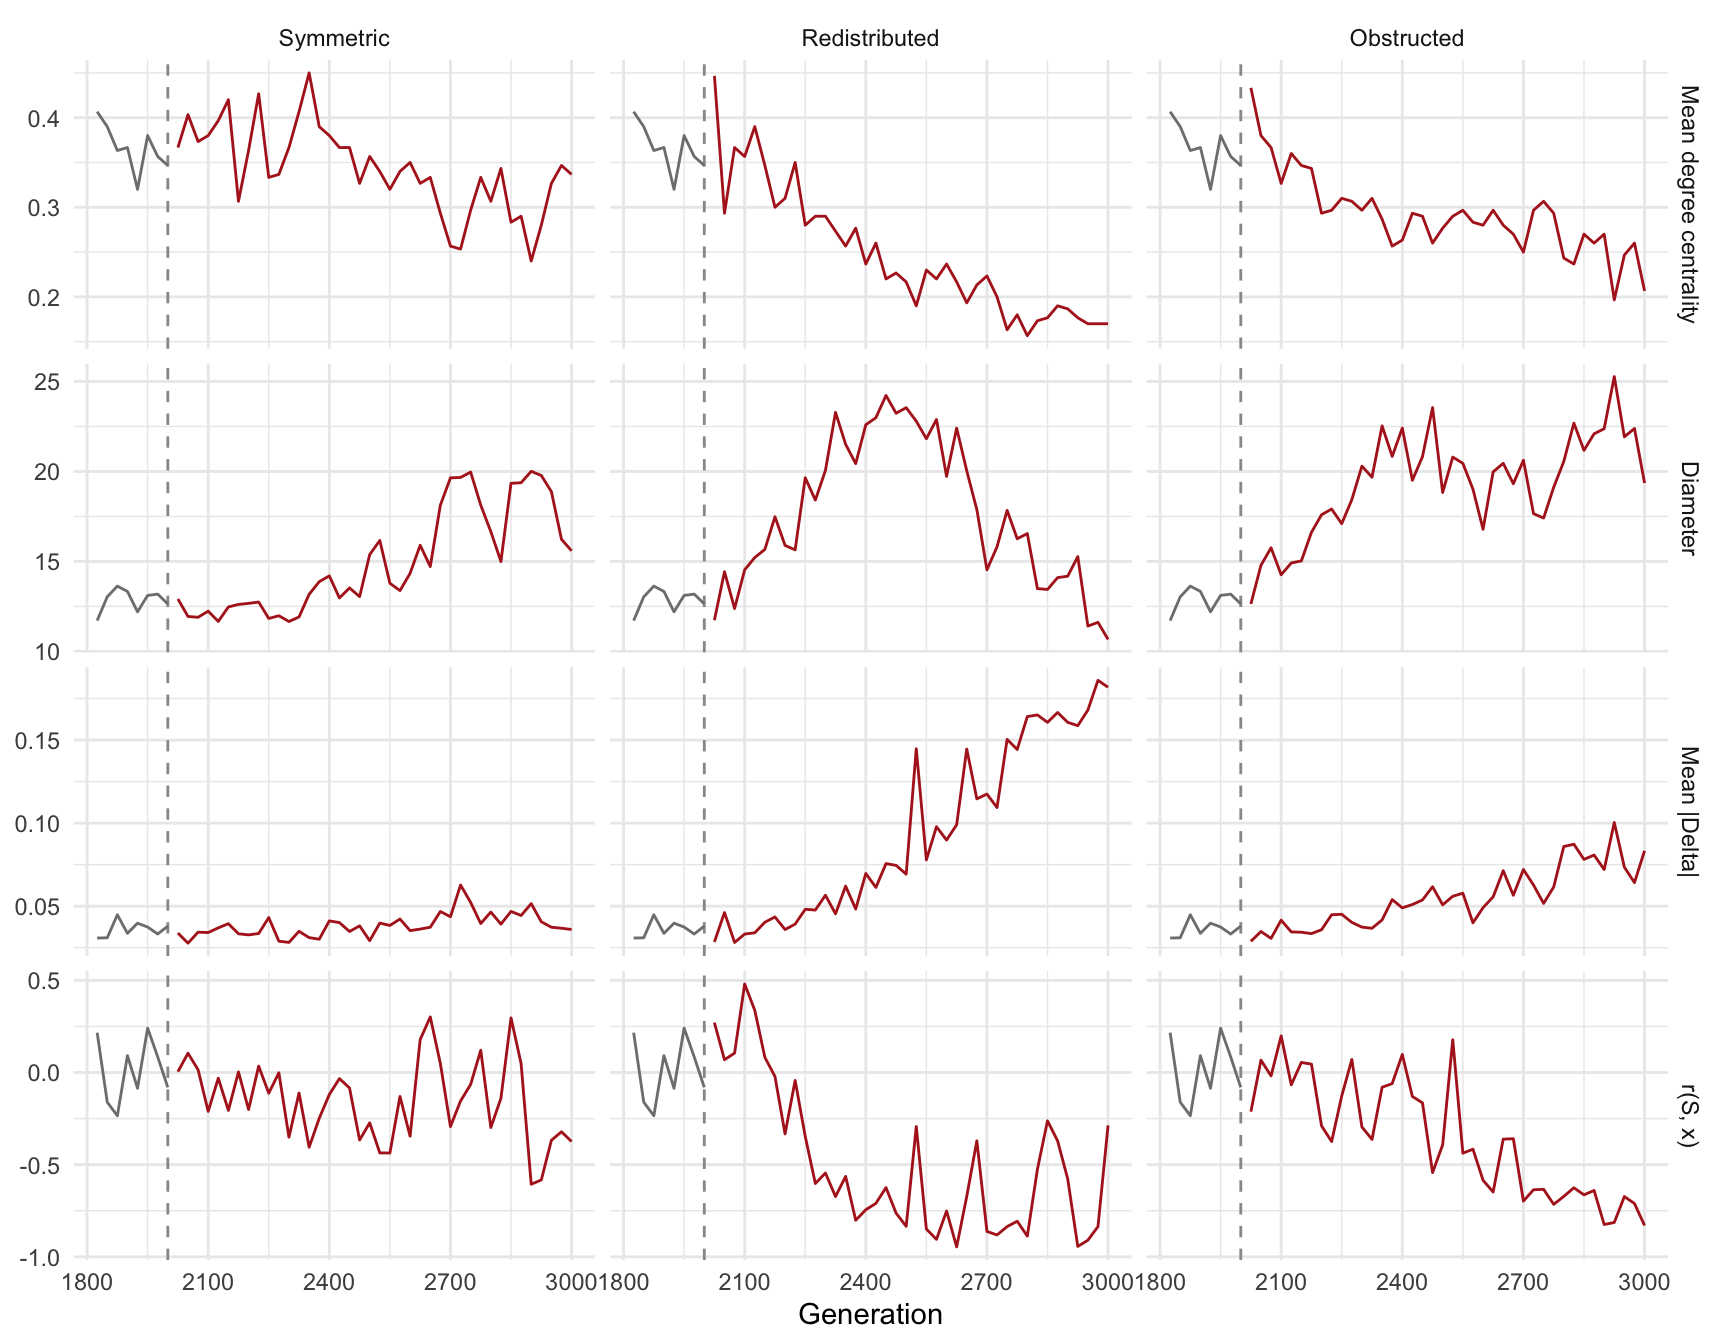 Symmetric Redistributed Obstructed
0.4
0.3
0.2
Mean degree centrality
25
20
15
10
Diameter
0.15
0.10
0.05
Mean |Delta|
0.5
0.0
-0.5
-1.0
r(S, x)
1800 2100 2400 2700 3000 1800 2100 2400 2700 3000 1800 2100 2400 2700 3000
Generation